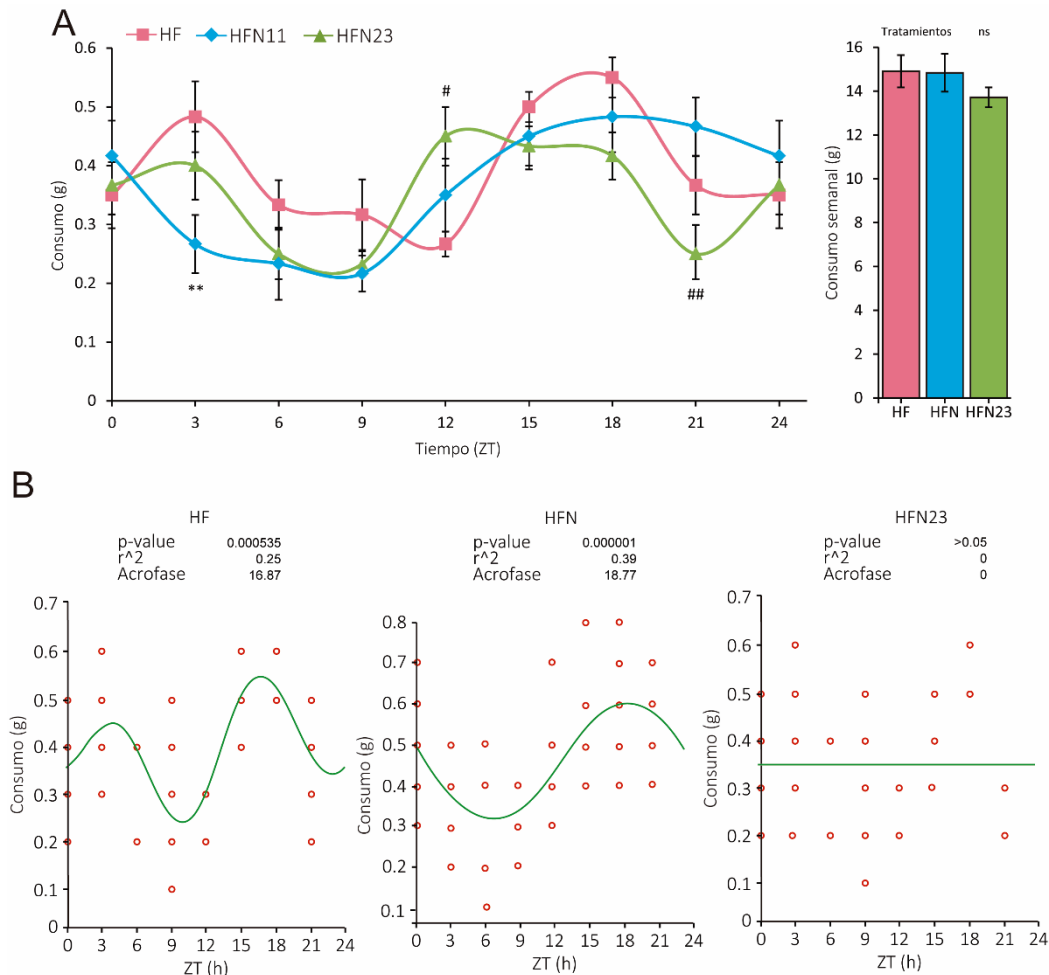 A
HF HFN11 HFN23
0.6
0.5
0.4
0.3
0.2
0.1
0
Consumo (g)
#
**
##
0 3 6 9 12 15 18 21 24
Tiempo (ZT)
Tratamientos ns
16
14
12
10
8
6
4
2
0
Consumo semanal (g)
HF HFN HFN23
B
HF
p-value 0.000535
r^2 0.25
Acrofase 16.87
0.7
0.6
0.5
0.4
0.3
0.2
0.1
0
Consumo (g)
0 3 6 9 12 15 18 21 24
ZT (h)
HFN
p-value 0.000001
r^2 0.39
Acrofase 18.77
0.8
0.7
0.6
0.5
0.4
0.3
0.2
0.1
Consumo (g)
0 3 6 9 12 15 18 21 24
ZT (h)
HFN23
p-value >0.05
r^2 0
Acrofase 0
0.7
0.6
0.5
0.4
0.3
0.2
0.1
0
Consumo (g)
0 3 6 9 12 15 18 21 24
ZT (h)